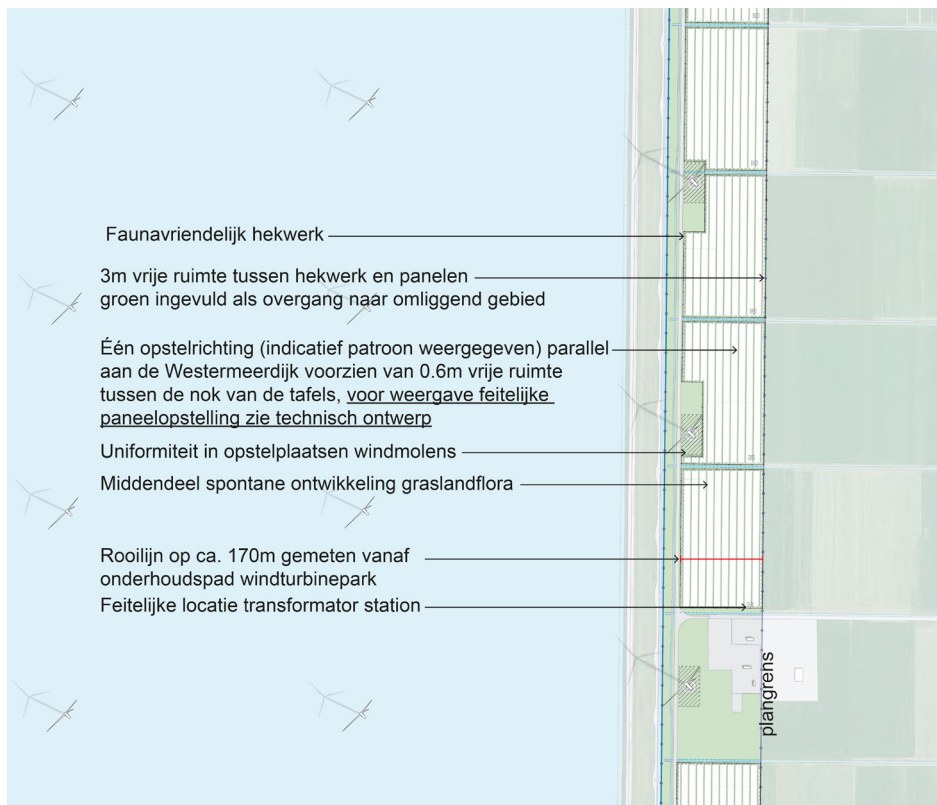 Faunavriendelijk hekwerk
3m vrije ruimte tussen hekwerk en panelen
groen ingevuld als overgang naar omliggend gebied
Één opstelrichting (indicatief patroon weergegeven) parallel
aan de Westermeerdijk voorzien van 0.6m vrije ruimte
tussen de nok van de tafels, voor weergave feitelijke
paneelopstelling zie technisch ontwerp
Uniformiteit in opstelplaatsen windmolens
Middendeel spontane ontwikkeling graslandflora
Rooilijn op ca. 170m gemeten vanaf
onderhoudspad windturbinepark
Feitelijke locatie transformator station
plangrens